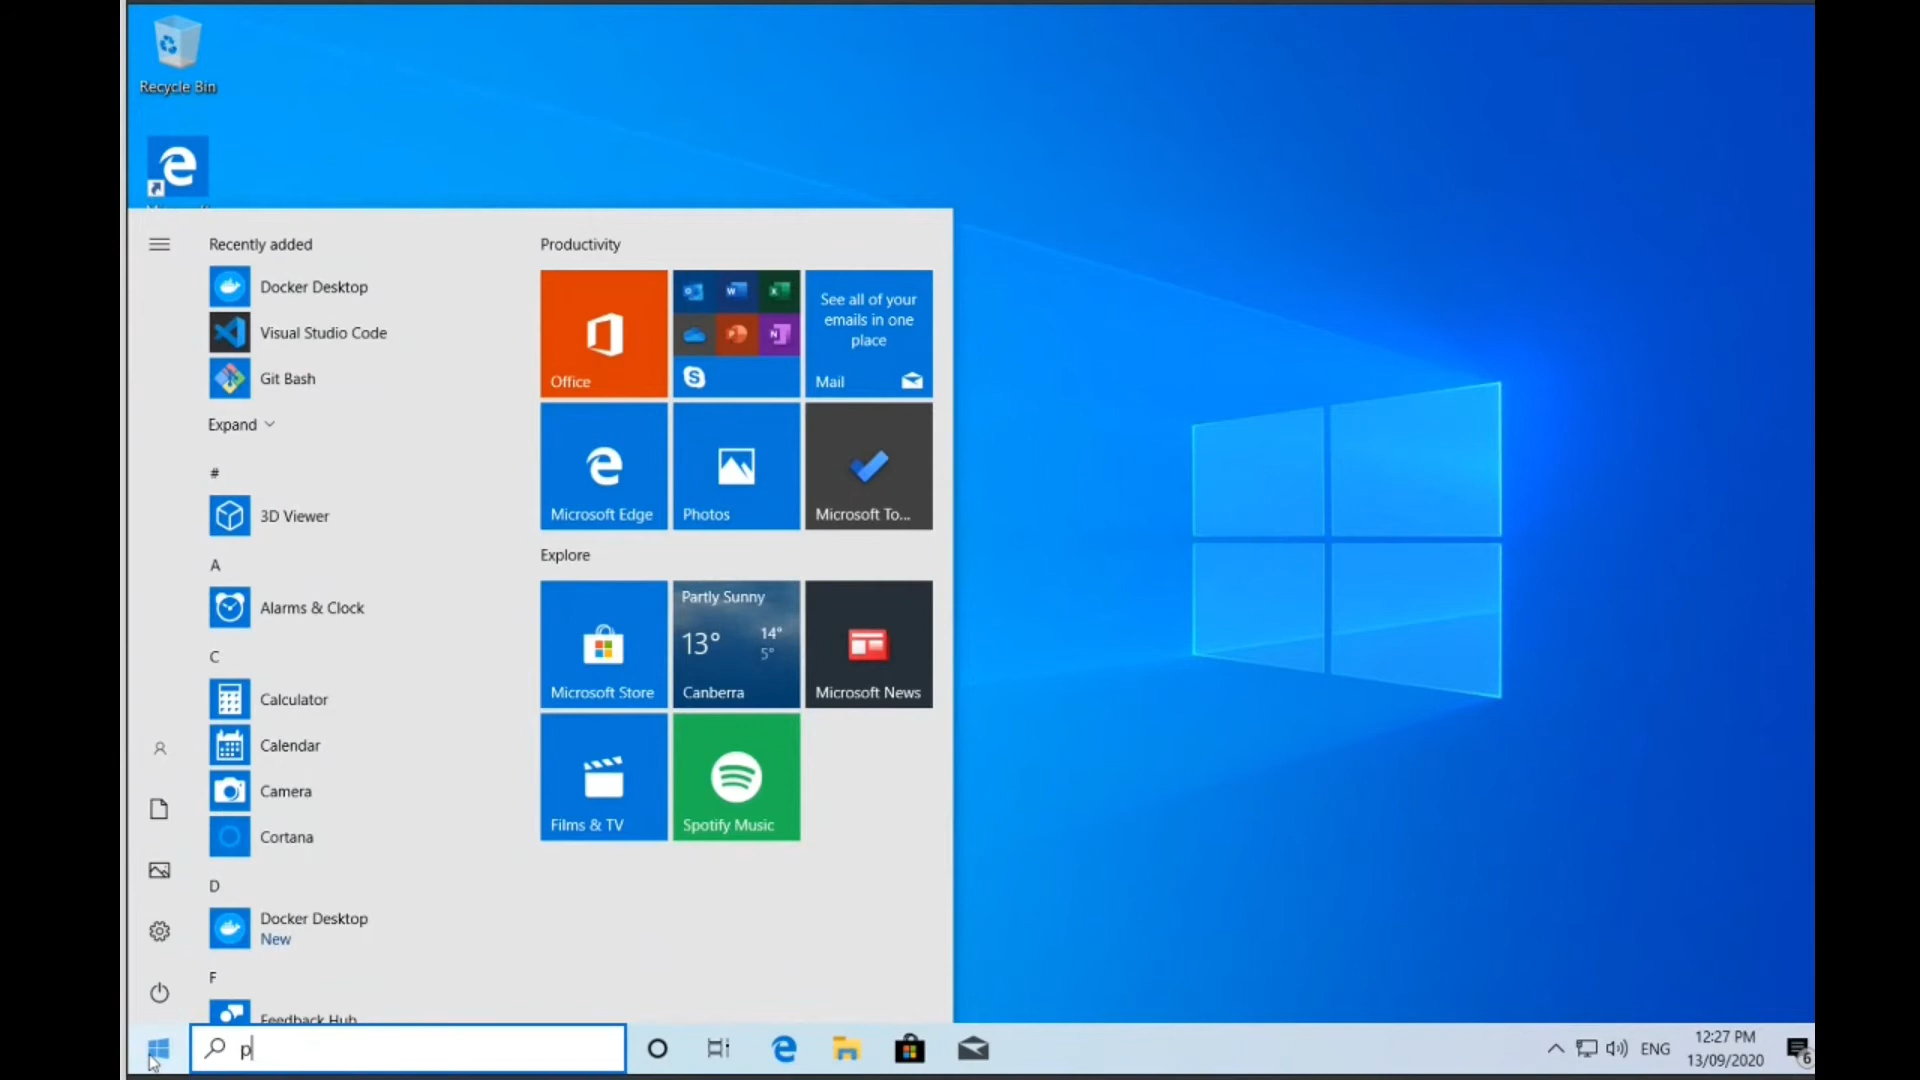 Recycle Bin
Recently added
Docker Desktop
Visual Studio Code
Git Bash
Expand
#
3D Viewer
A
Alarms & Clock
C
Calculator
Calendar
Camera
Cortana
D
Docker Desktop
New
F
Feedback Hub
Productivity
Office
See all of your
emails in one
place
Mail
Microsoft Edge
Photos
Microsoft To...
Explore
Microsoft Store
Partly Sunny
13°
14°
5°
Canberra
Microsoft News
Films & TV
Spotify Music
p
ENG
12:27 PM
13/09/2020
6